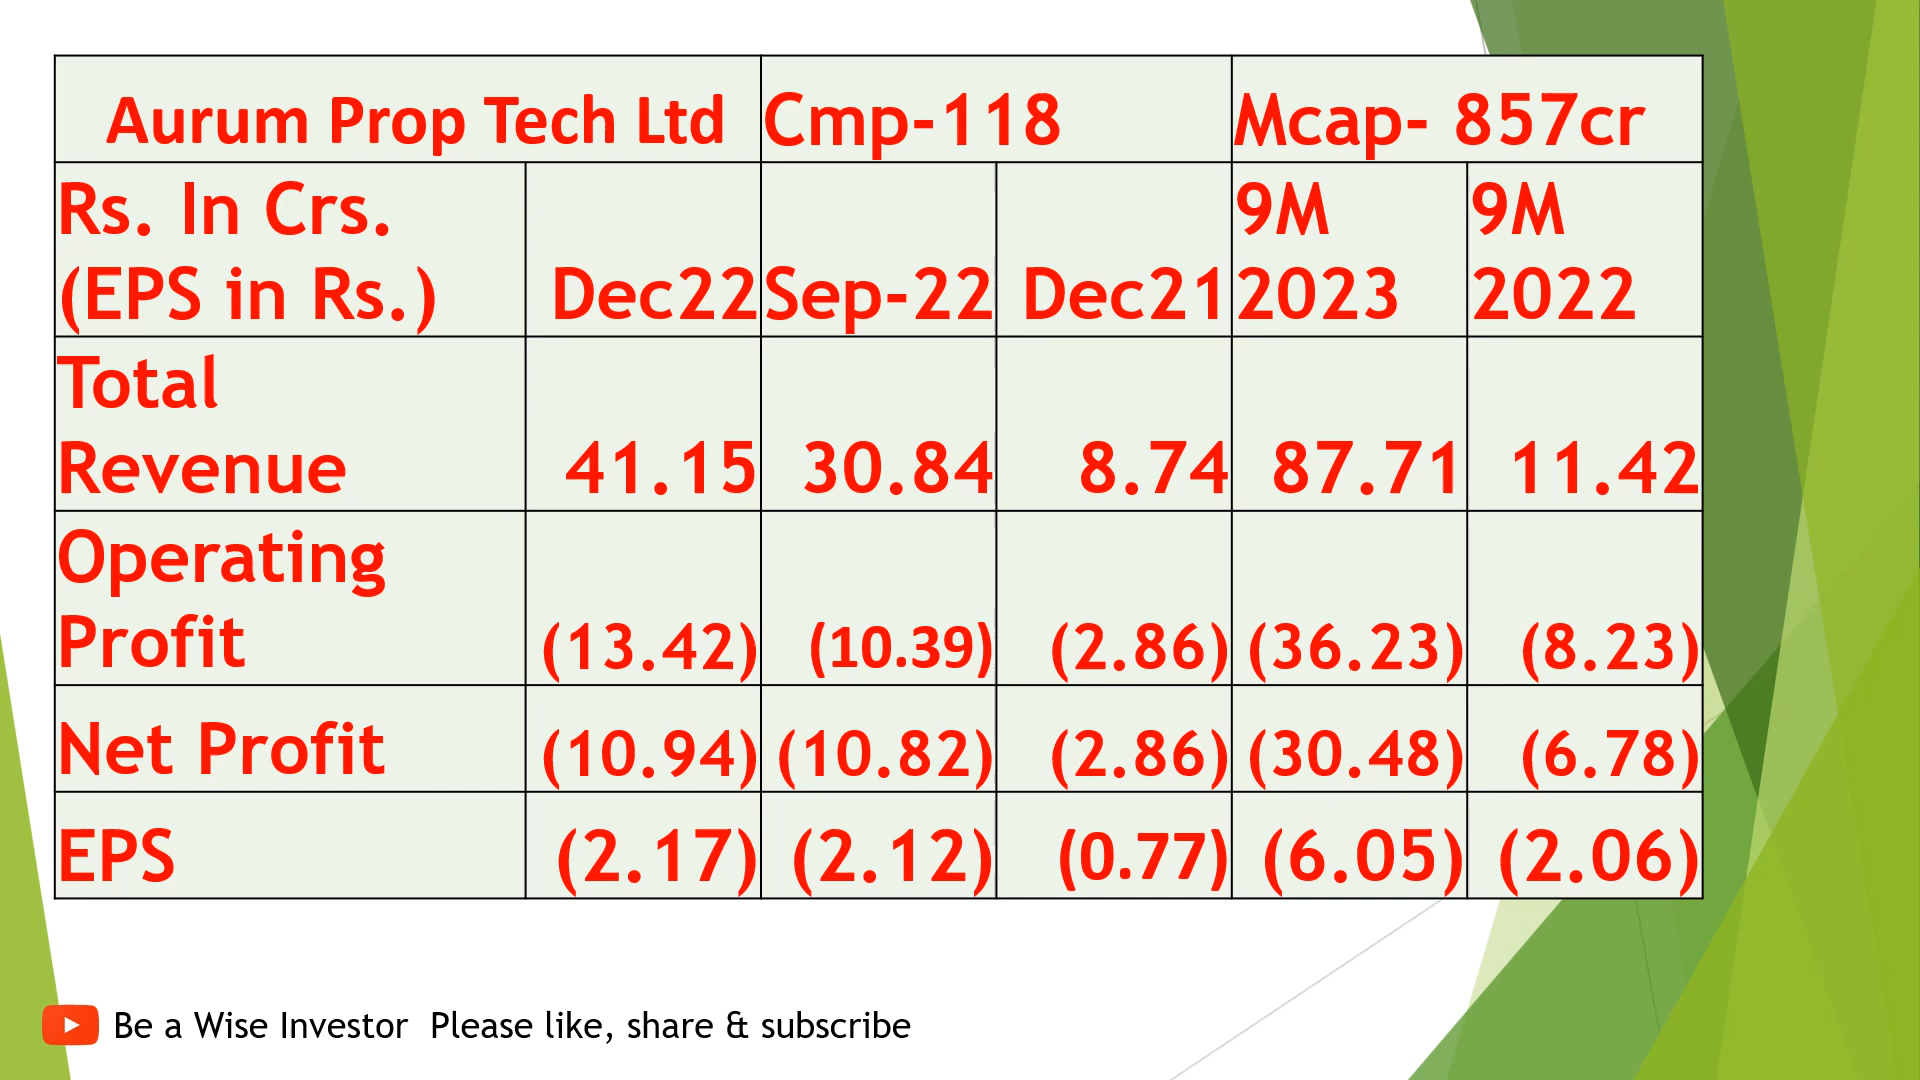 Aurum Prop Tech Ltd Cmp-118 Mcap- 857cr
Rs. In Crs. 9M 9M
(EPS in Rs.) Dec22 Sep-22 Dec21 2023 2022
Total
Revenue 41.15 30.84 8.74 87.71 11.42
Operating
Profit (13.42) (10.39) (2.86) (36.23) (8.23)
Net Profit (10.94) (10.82) (2.86) (30.48) (6.78)
EPS (2.17) (2.12) (0.77) (6.05) (2.06)
Be a Wise Investor Please like, share & subscribe